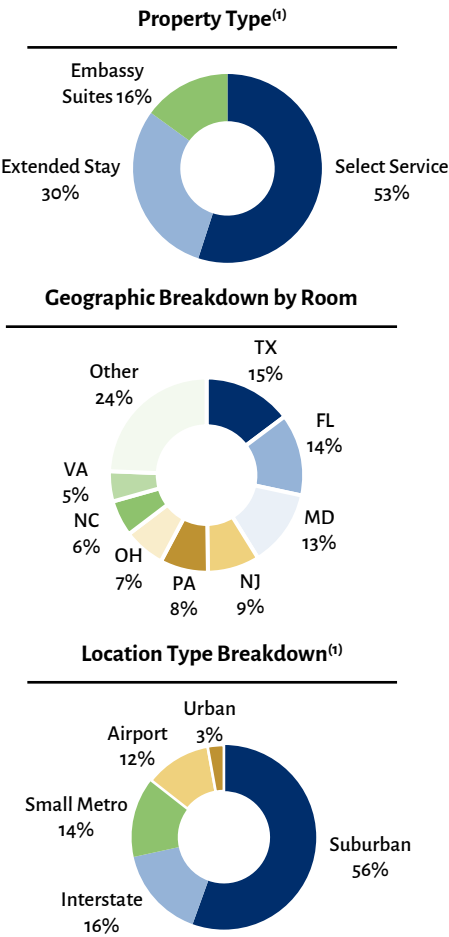 Property Type(1)
Embassy
Suites 16%
Extended Stay
30%
Select Service
53%
Geographic Breakdown by Room
TX
15%
FL
14%
MD
13%
NJ
9%
PA
8%
OH
7%
NC
6%
VA
5%
Other
24%
Location Type Breakdown(1)
Urban
3%
Airport
12%
Small Metro
14%
Interstate
16%
Suburban
56%